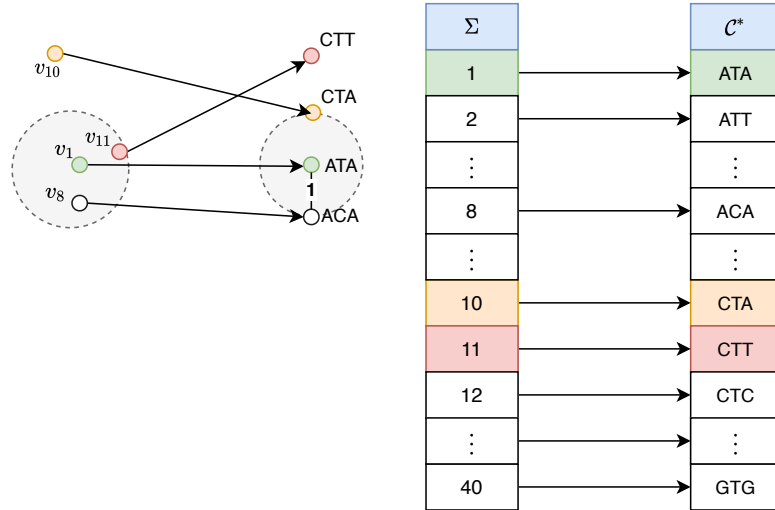 CTT
v10
CTA
v11
v1
ATA
1
v8
ACA
Σ C*
1 ATA
2 ATT
⋮ ⋮
8 ACA
⋮ ⋮
10 CTA
11 CTT
12 CTC
⋮ ⋮
40 GTG